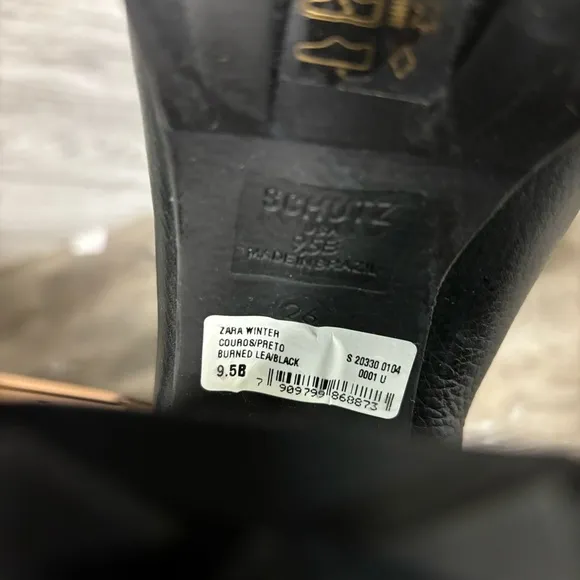 SCHUTZ
USA
9.5B
MADE IN BRAZIL
ZARA WINTER
COUROS/PRETO
BURNED LEA/BLACK
9.5B
S 20330 0104
0001 U
7 909799 868873